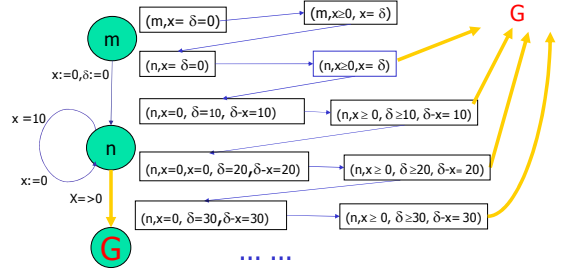 (m,x= δ=0)
(m,x≥0, x= δ)
G
m
x:=0,δ:=0
(n,x= δ=0)
(n,x≥0,x= δ)
x =10
(n,x=0, δ=10, δ-x=10)
(n,x≥ 0, δ≥10, δ-x= 10)
n
(n,x=0,x=0, δ=20,δ-x=20)
(n,x≥ 0, δ≥20, δ-x= 20)
x:=0
X=>0
(n,x=0, δ=30,δ-x=30)
(n,x≥ 0, δ≥30, δ-x= 30)
G
... ...